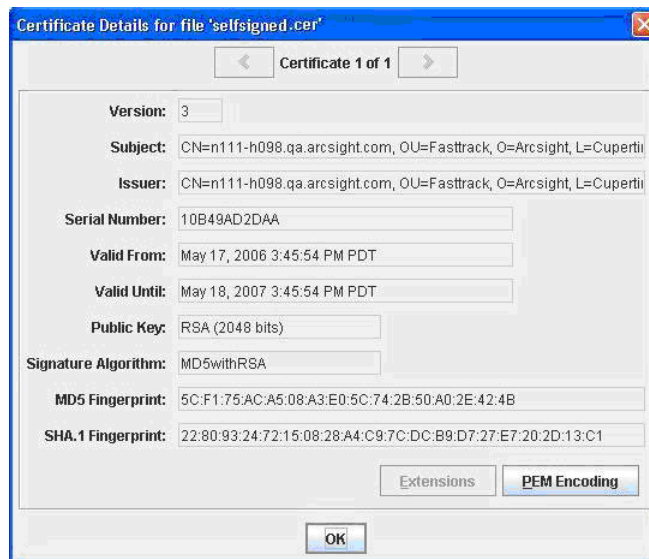 Certificate Details for file 'selfsigned.cer'
Certificate 1 of 1
Version: 3
Subject: CN=n111-h098.qa.arcsight.com, OU=Fasttrack, O=Arcsight, L=Cupertin
Issuer: CN=n111-h098.qa.arcsight.com, OU=Fasttrack, O=Arcsight, L=Cupertin
Serial Number: 10B49AD2DAA
Valid From: May 17, 2006 3:45:54 PM PDT
Valid Until: May 18, 2007 3:45:54 PM PDT
Public Key: RSA (2048 bits)
Signature Algorithm: MD5withRSA
MD5 Fingerprint: 5C:F1:75:AC:A5:08:A3:E0:5C:74:2B:50:A0:2E:42:4B
SHA.1 Fingerprint: 22:80:93:24:72:15:08:28:A4:C9:7C:DC:B9:D7:27:E7:20:2D:13:C1
Extensions PEM Encoding
OK